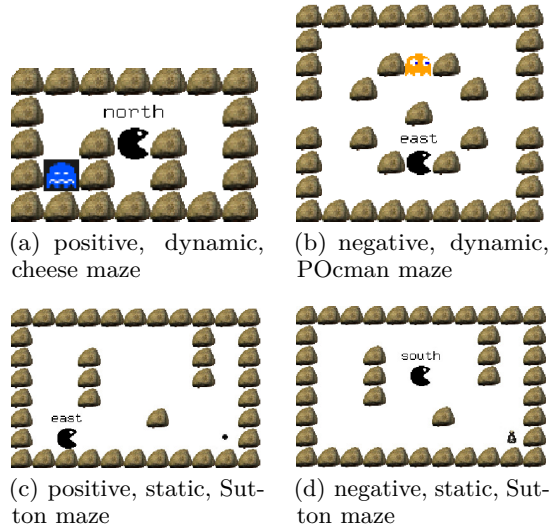 north
east
(a) positive, dynamic,
cheese maze
(b) negative, dynamic,
POcman maze
east
south
(c) positive, static, Sut-
ton maze
(d) negative, static, Sut-
ton maze